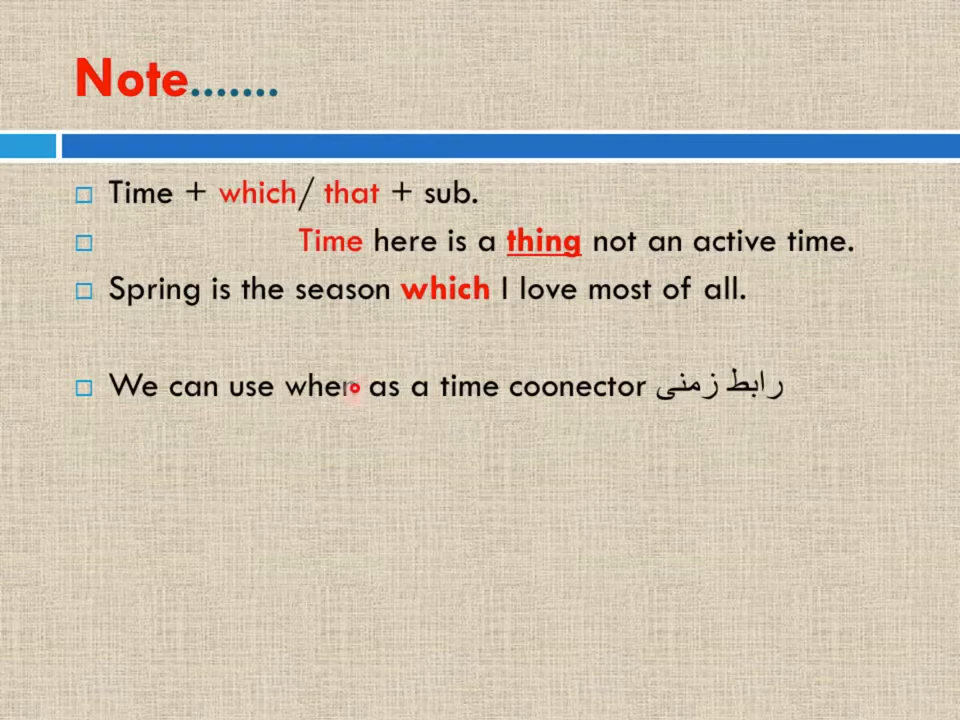 Note.......
Time + which/ that + sub.
Time here is a thing not an active time.
Spring is the season which I love most of all.
We can use when as a time coonector رابط زمنى